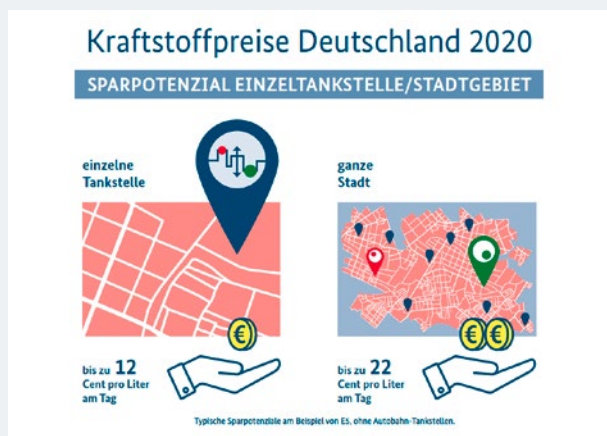 Kraftstoffpreise Deutschland 2020
SPARPOTENZIAL EINZELTANKSTELLE/STADTGEBIET
einzelne
Tankstelle
€
bis zu 12
Cent pro Liter
am Tag
ganze
Stadt
€ €
bis zu 22
Cent pro Liter
am Tag
Typische Sparpotenziale am Beispiel von E5, ohne Autobahn-Tankstellen.